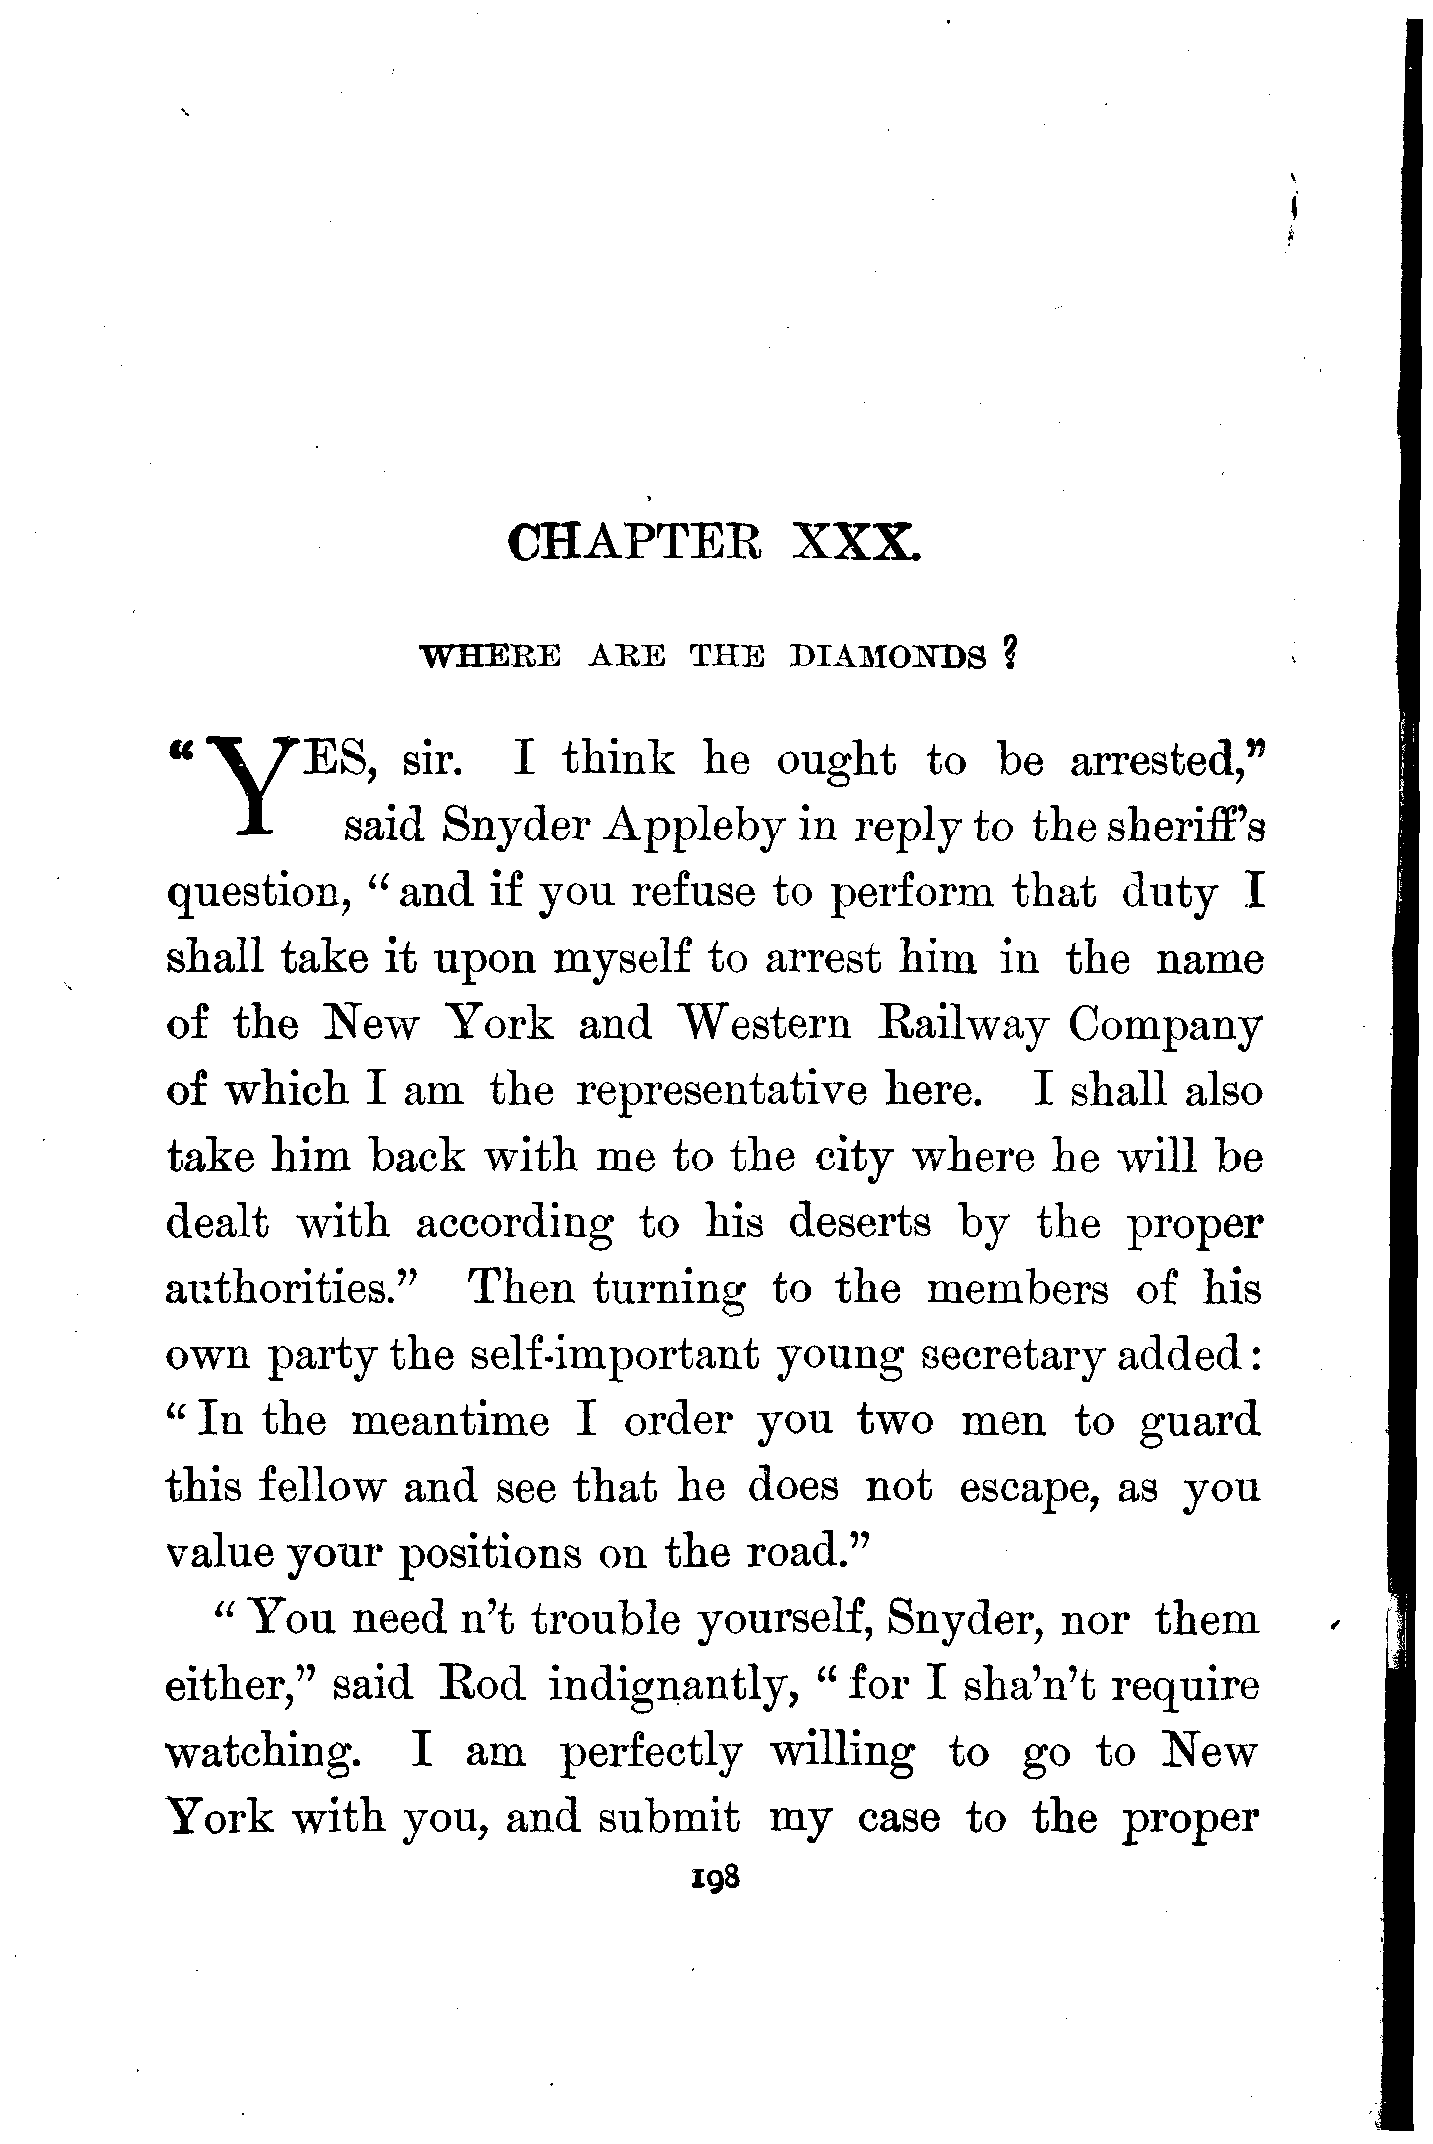 CHAPTER XXX.
WHERE ARE THE DIAMONDS?
“YES, sir. I think he ought to be arrested,”
said Snyder Appleby in reply to the sheriff’s
question, “and if you refuse to perform that duty I
shall take it upon myself to arrest him in the name
of the New York and Western Railway Company
of which I am the representative here. I shall also
take him back with me to the city where he will be
dealt with according to his deserts by the proper
authorities.” Then turning to the members of his
own party the self-important young secretary added:
“In the meantime I order you two men to guard
this fellow and see that he does not escape, as you
value your positions on the road.”
“You need n’t trouble yourself, Snyder, nor them
either,” said Rod indignantly, “for I sha’n’t require
watching. I am perfectly willing to go to New
York with you, and submit my case to the proper
198